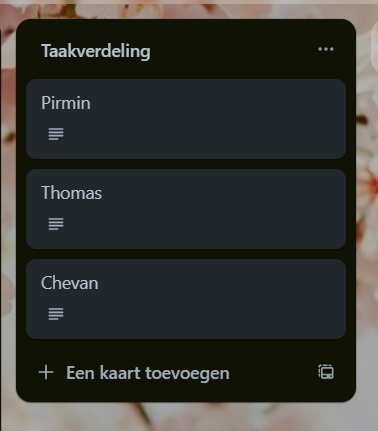 Taakverdeling
Pirmin
Thomas
Chevan
Een kaart toevoegen